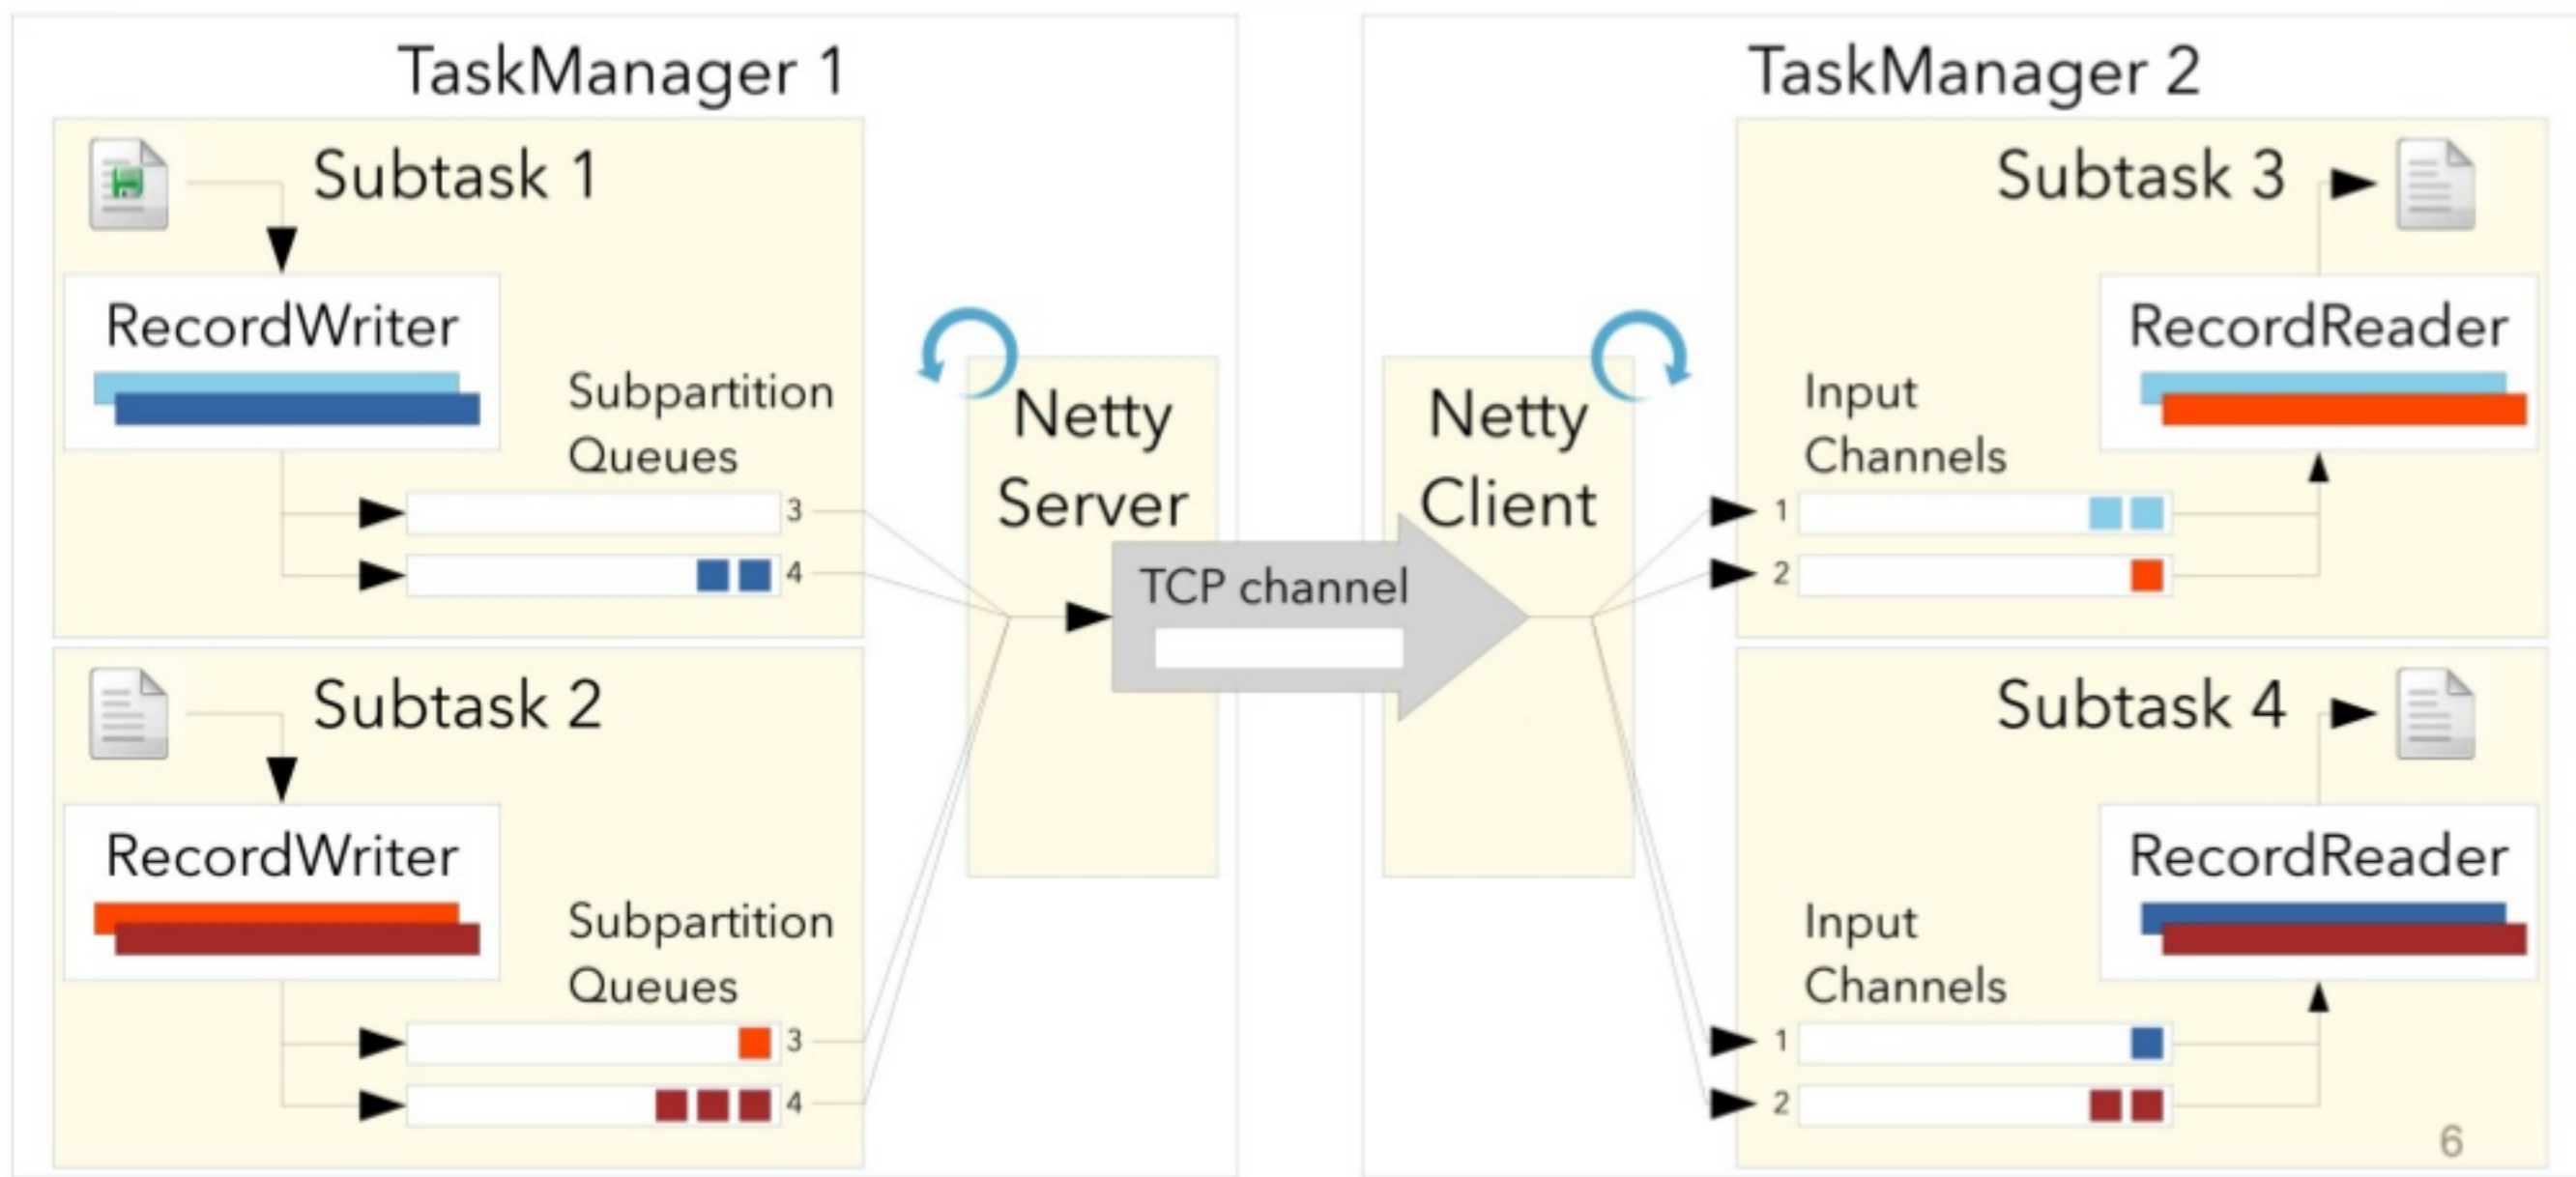 TaskManager 1
Subtask 1
RecordWriter
Subpartition
Queues
3
4
Subtask 2
RecordWriter
Subpartition
Queues
3
4
Netty
Server
TCP channel
TaskManager 2
Netty
Client
Subtask 3
RecordReader
Input
Channels
1
2
Subtask 4
RecordReader
Input
Channels
1
2
6